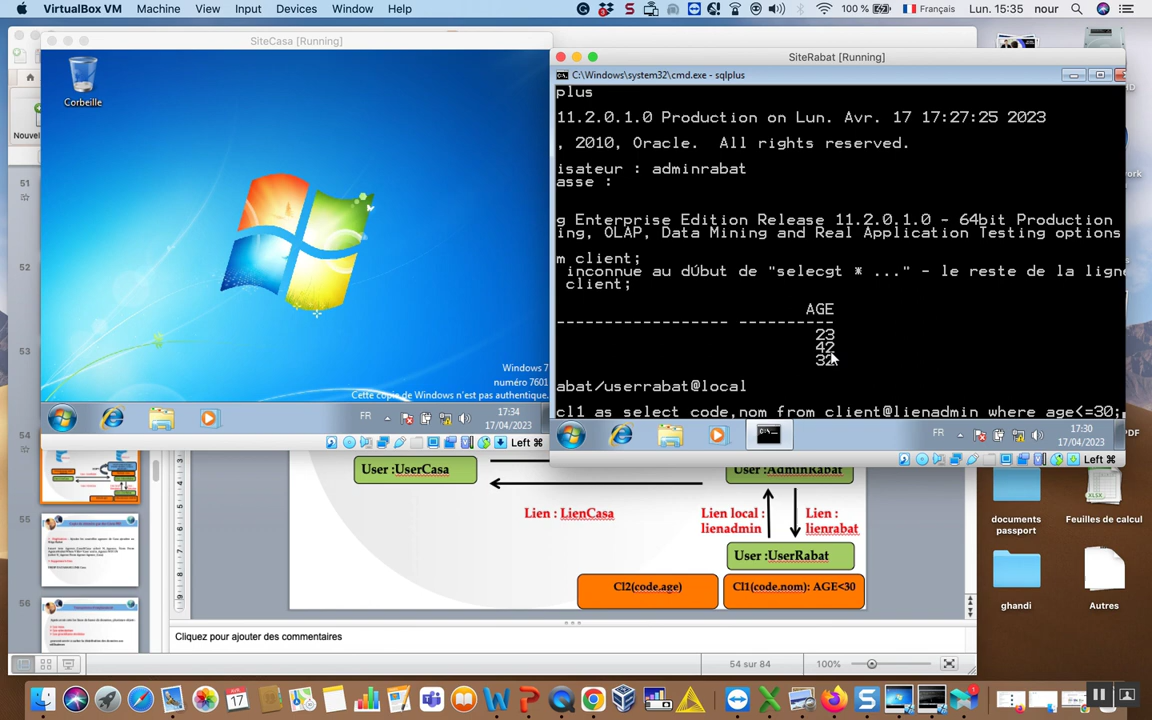 VirtualBox VM Machine View Input Devices Window Help
100 % Français Lun. 15:35 nour
SiteCasa [Running]
SiteRabat [Running]
C:\Windows\system32\cmd.exe - sqlplus
Corbeille
plus
11.2.0.1.0 Production on Lun. Avr. 17 17:27:25 2023
, 2010, Oracle. All rights reserved.
isateur : adminrabat
asse :
g Enterprise Edition Release 11.2.0.1.0 - 64bit Production
ing, OLAP, Data Mining and Real Application Testing options
m client;
inconnue au dÚbut de "selecgt * ..." - le reste de la ligne
client;
AGE
------------------ ----------
23
42
32
abat/userrabat@local
cl1 as select code,nom from client@lienadmin where age<=30;
Windows 7
numéro 7601
Cette copie de Windows n'est pas authentique.
FR
17:34
17/04/2023
Left ⌘
FR
17:30
17/04/2023
Left ⌘
Nouvel
51
52
53
54
55
56
User :UserCasa
User :AdminRabat
Lien : LienCasa
Lien local :
lienadmin
Lien :
lienrabat
User :UserRabat
Cl2(code.age)
Cl1(code.nom): AGE<30
Cliquez pour ajouter des commentaires
54 sur 84
100%
documents
passport
Feuilles de calcul
ghandi
Autres